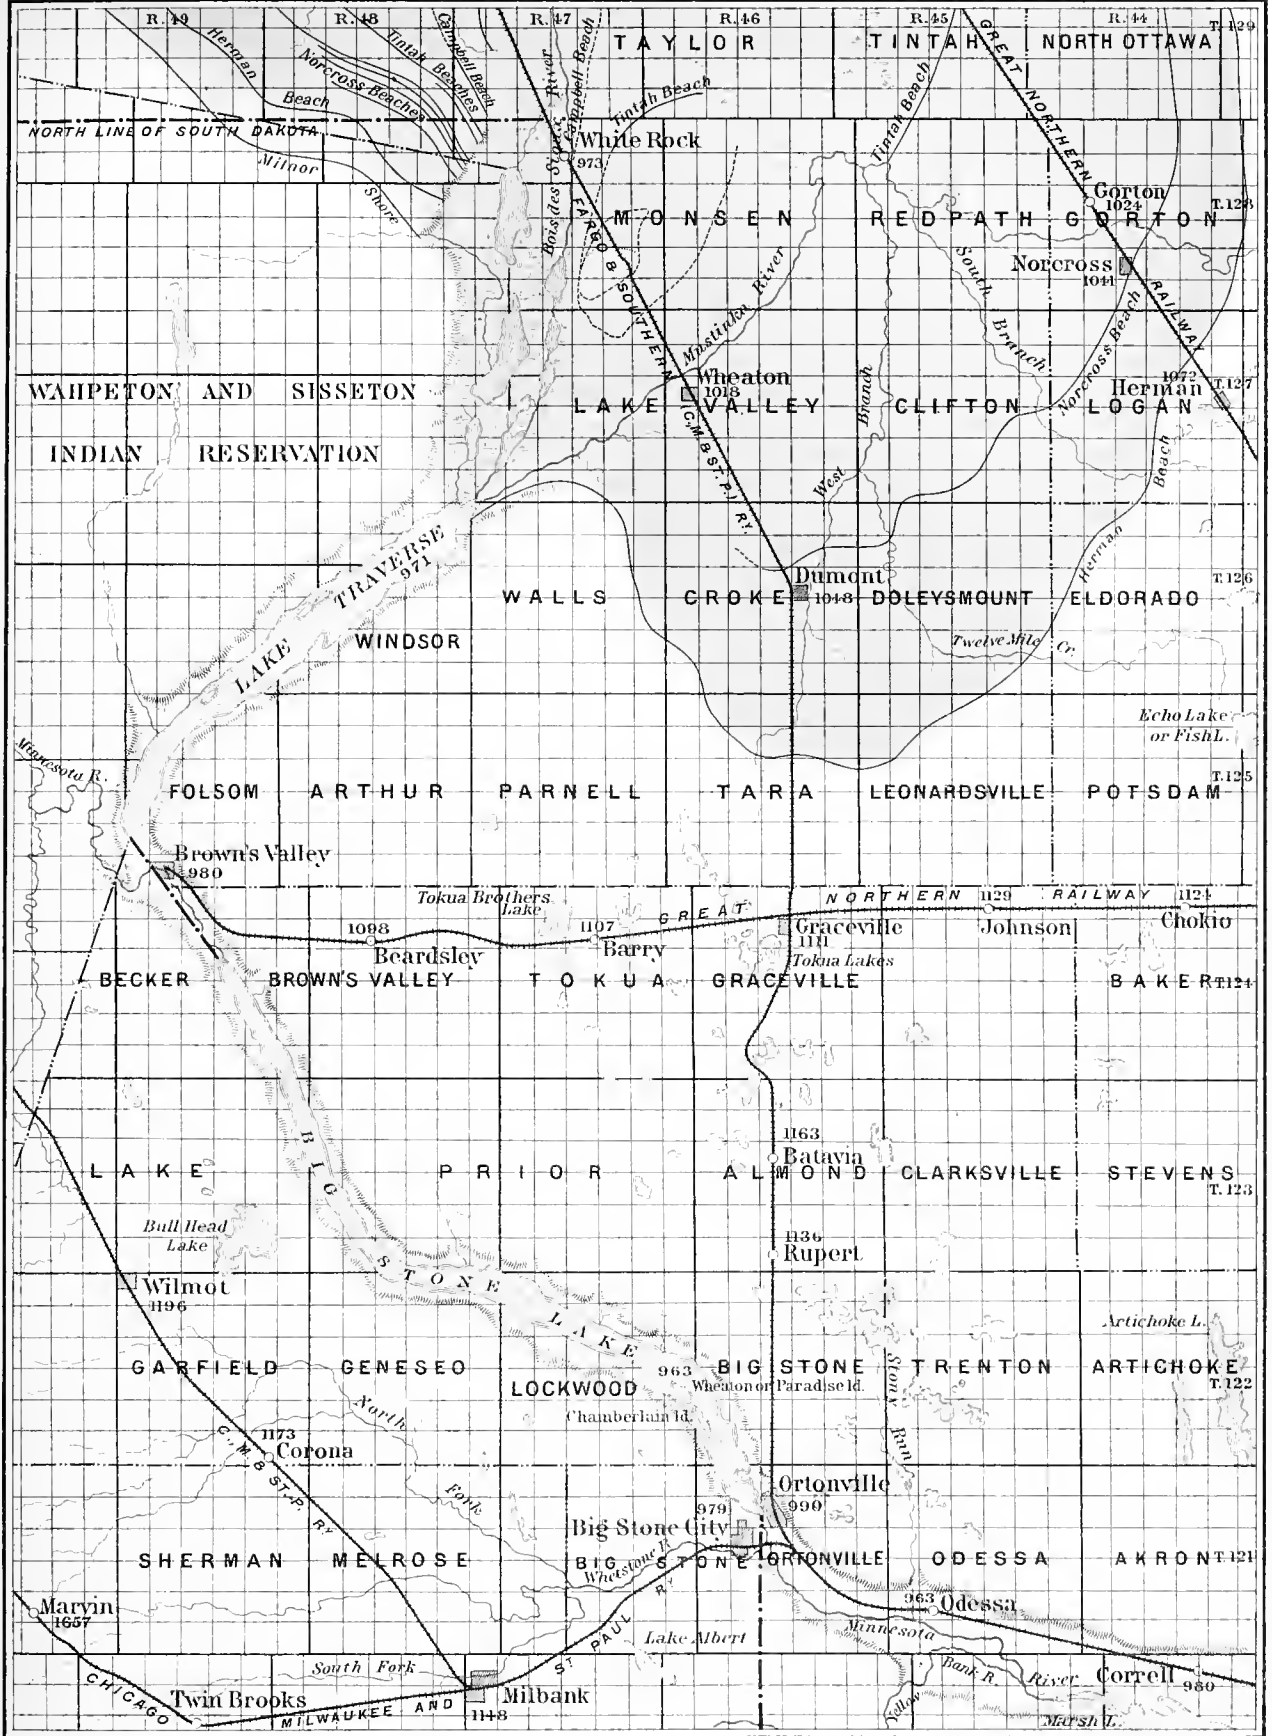 R. 49 R. 48 R. 47 R. 46 R. 45 R. 44
T. 129
TAYLOR TINTAH NORTH OTTAWA
Herman
Beach
Norcross Beaches
Tintah Beaches
Campbell Beach
Bois des Sioux River
Campbell Beach
Tintah Beach
Tintah Beach
GREAT NORTHERN
RAILWAY
NORTH LINE OF SOUTH DAKOTA
Milnor
Shore
White Rock
973
Gorton
1024
T. 128
MONSEN REDPATH GORTON
FARGO & SOUTHERN
(C., M. & ST. P.) RY.
Mustinka River
South
Branch
Norcross
1041
Norcross Beach
WAHPETON AND SISSETON
INDIAN RESERVATION
Wheaton
1018
1072
Herman
T. 127
LAKE VALLEY CLIFTON LOGAN
West
Branch
Herman
Beach
LAKE TRAVERSE
971
Dumont
1048
T. 126
WALLS CROKE DOLEYSMOUNT ELDORADO
WINDSOR
Twelve Mile Cr.
Echo Lake
or Fish L.
Minnesota R.
T. 125
FOLSOM ARTHUR PARNELL TARA LEONARDSVILLE POTSDAM
Brown's Valley
980
Tokua Brothers
Lake
GREAT NORTHERN RAILWAY
1129
1124
1098
Beardsley
1107
Barry
Graceville
1111
Johnson
Chokio
Tokua Lakes
BECKER BROWN'S VALLEY TOKUA GRACEVILLE BAKER T. 124
1163
Batavia
LAKE PRIOR ALMOND CLARKSVILLE STEVENS
T. 123
BIG STONE LAKE
Bull Head
Lake
1136
Rupert
Wilmot
1196
Artichoke L.
GARFIELD GENESEO LOCKWOOD 963 BIG STONE TRENTON ARTICHOKE
T. 122
Wheaton or Paradise Id.
Chamberlain Id.
Stony Run
North
Fork
1173
Corona
C., M. & ST. P. RY
Ortonville
990
979
Big Stone City
SHERMAN MELROSE BIG STONE ORTONVILLE ODESSA AKRON T. 121
Whetstone R.
Marvin
1657
963 Odessa
Minnesota
River
Lake Albert
South Fork
Yellow
Bank R.
Correll
980
Twin Brooks
Milbank
1148
CHICAGO MILWAUKEE AND ST. PAUL RY
Marsh L.